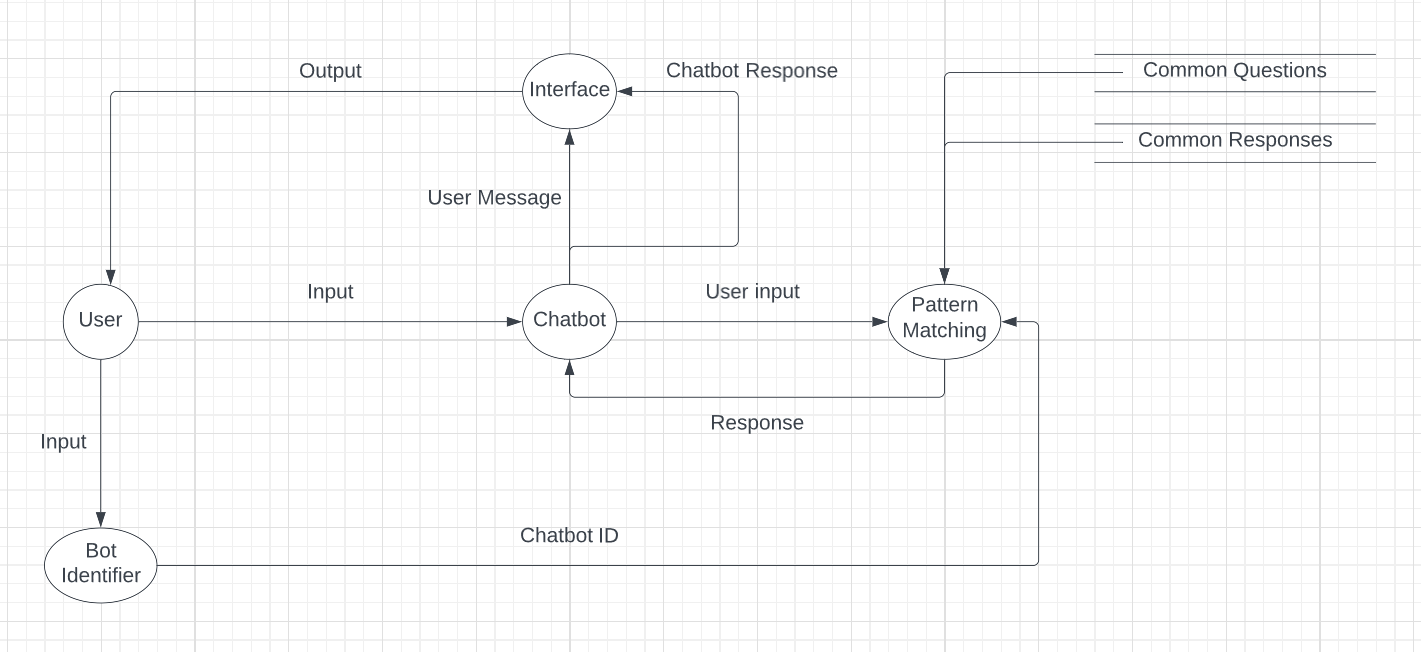 Output
Interface
Chatbot Response
Common Questions
Common Responses
User Message
User
Input
Chatbot
User input
Pattern
Matching
Response
Input
Bot
Identifier
Chatbot ID